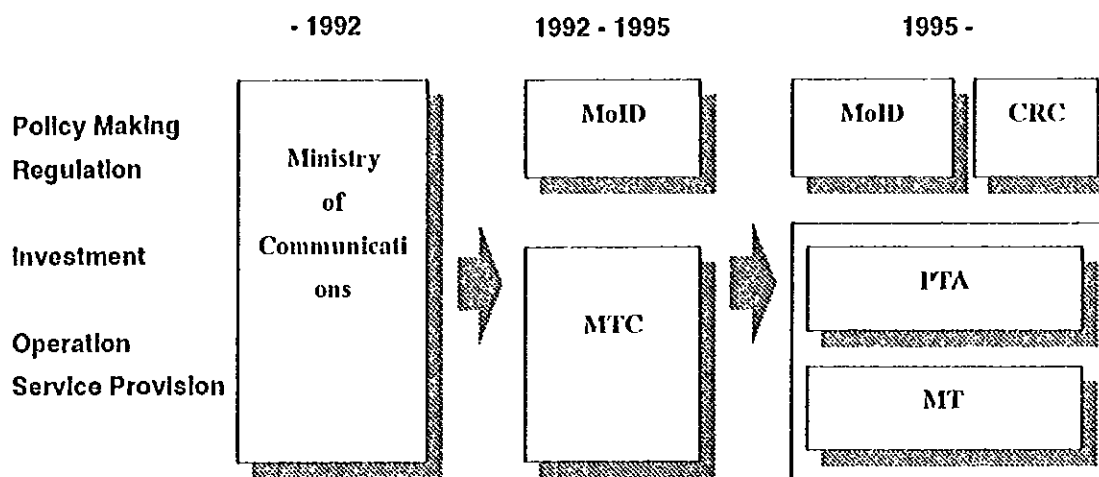 - 1992
1992 - 1995
1995 -
Policy Making
Regulation
Investment
Operation
Service Provision
Ministry
of
Communicati
ons
MoID
MTC
MoID
CRC
PTA
MT